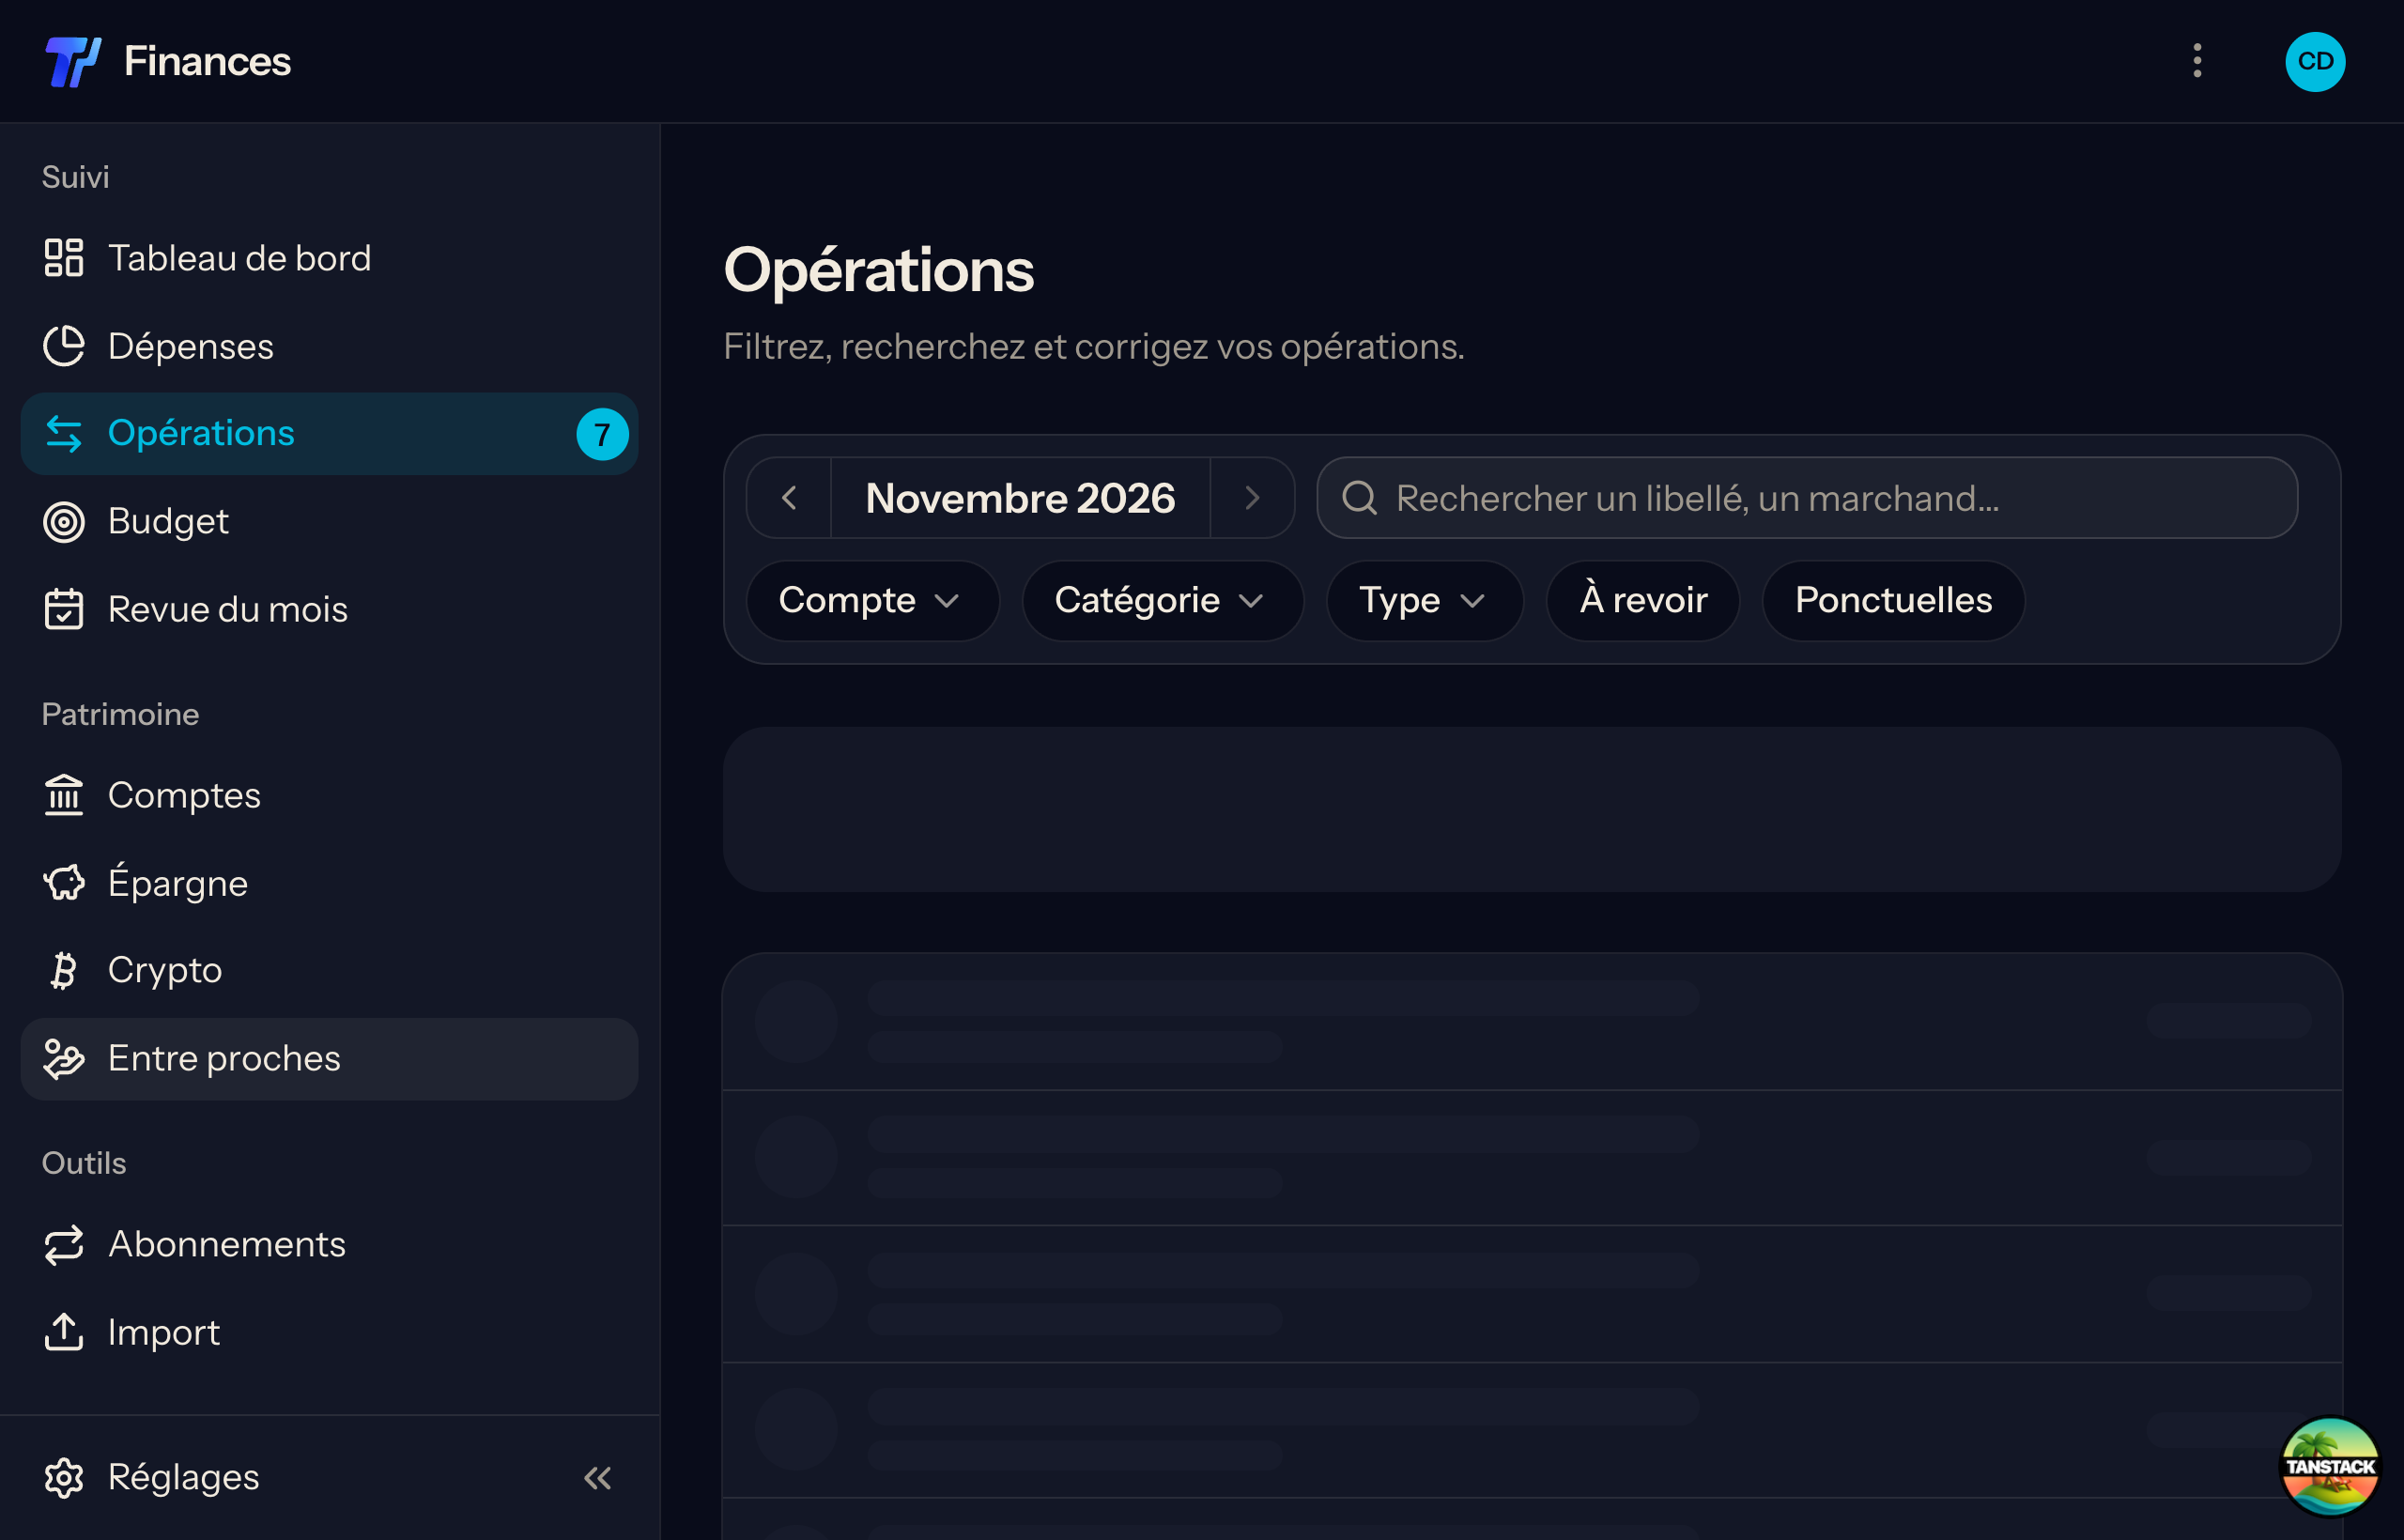 Finances
CD
Suivi
Tableau de bord
Dépenses
Opérations 7
Budget
Revue du mois
Patrimoine
Comptes
Épargne
Crypto
Entre proches
Outils
Abonnements
Import
Réglages
Opérations
Filtrez, recherchez et corrigez vos opérations.
Novembre 2026
Rechercher un libellé, un marchand...
Compte
Catégorie
Type
À revoir
Ponctuelles
TANSTACK